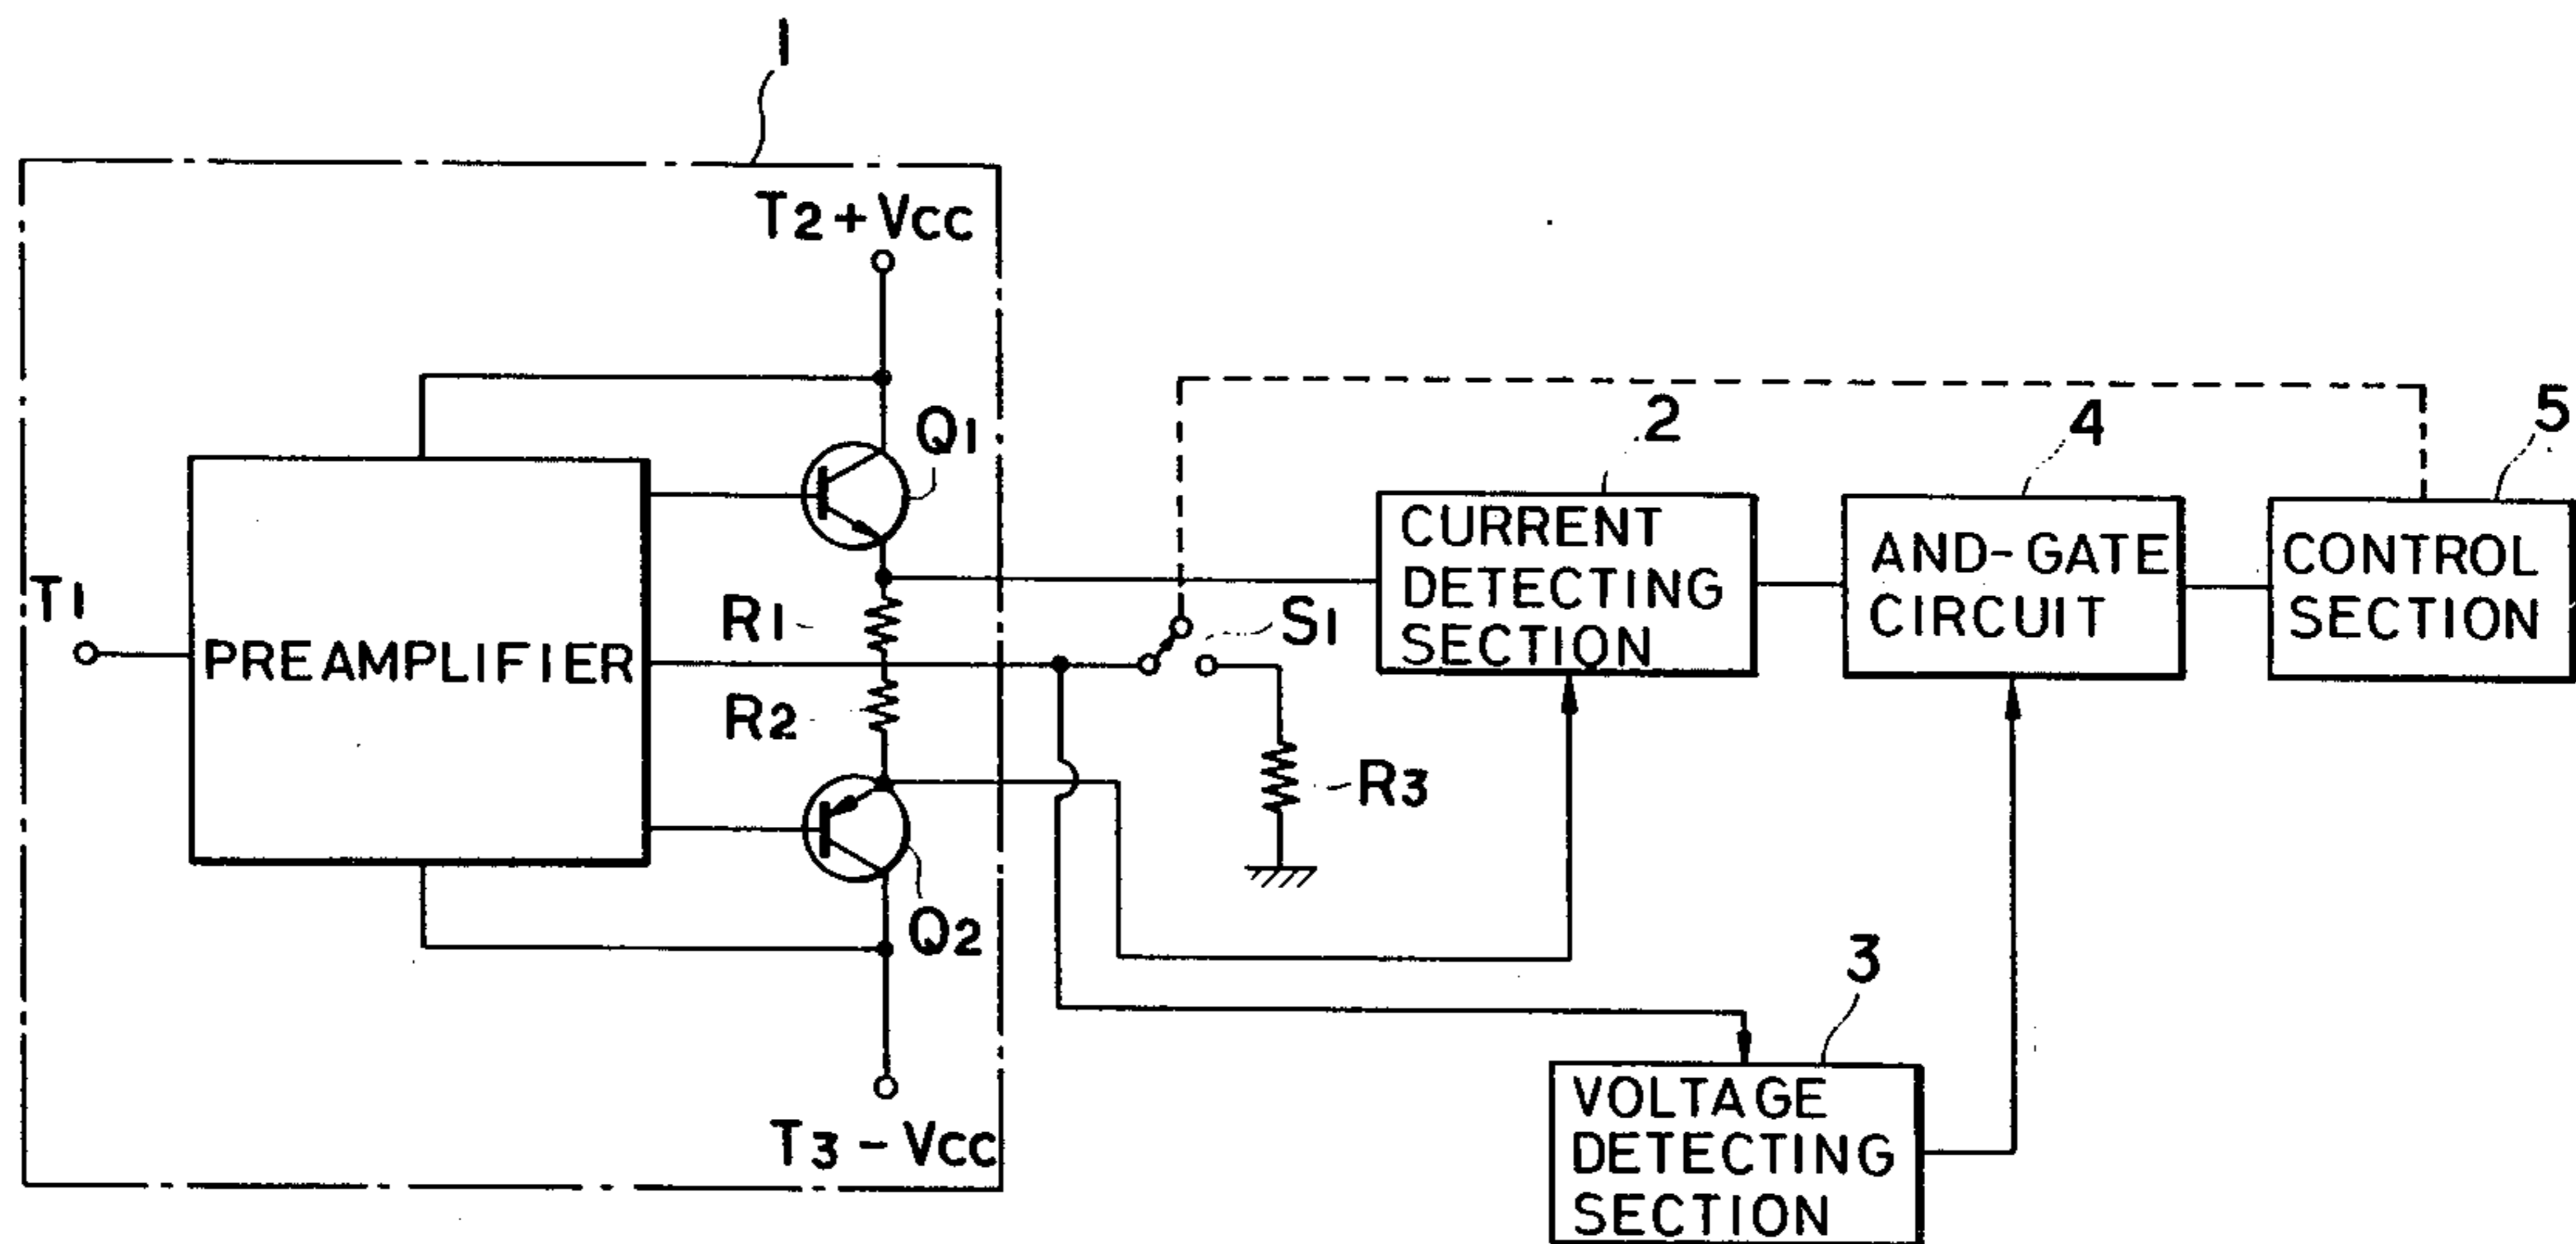 1
T2+VCC
Q1
2
4
5
CURRENT
DETECTING
SECTION
AND-GATE
CIRCUIT
CONTROL
SECTION
T1
R1
S1
PREAMPLIFIER
R2
R3
Q2
3
T3-VCC
VOLTAGE
DETECTING
SECTION